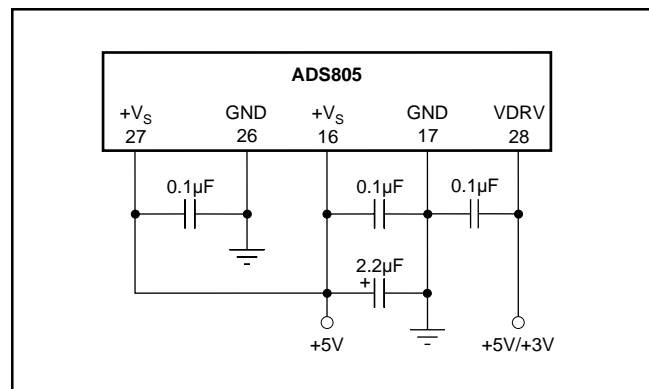 ADS805
+VS GND +VS GND VDRV
27 26 16 17 28
0.1µF 0.1µF 0.1µF
2.2µF
+
+5V +5V/+3V